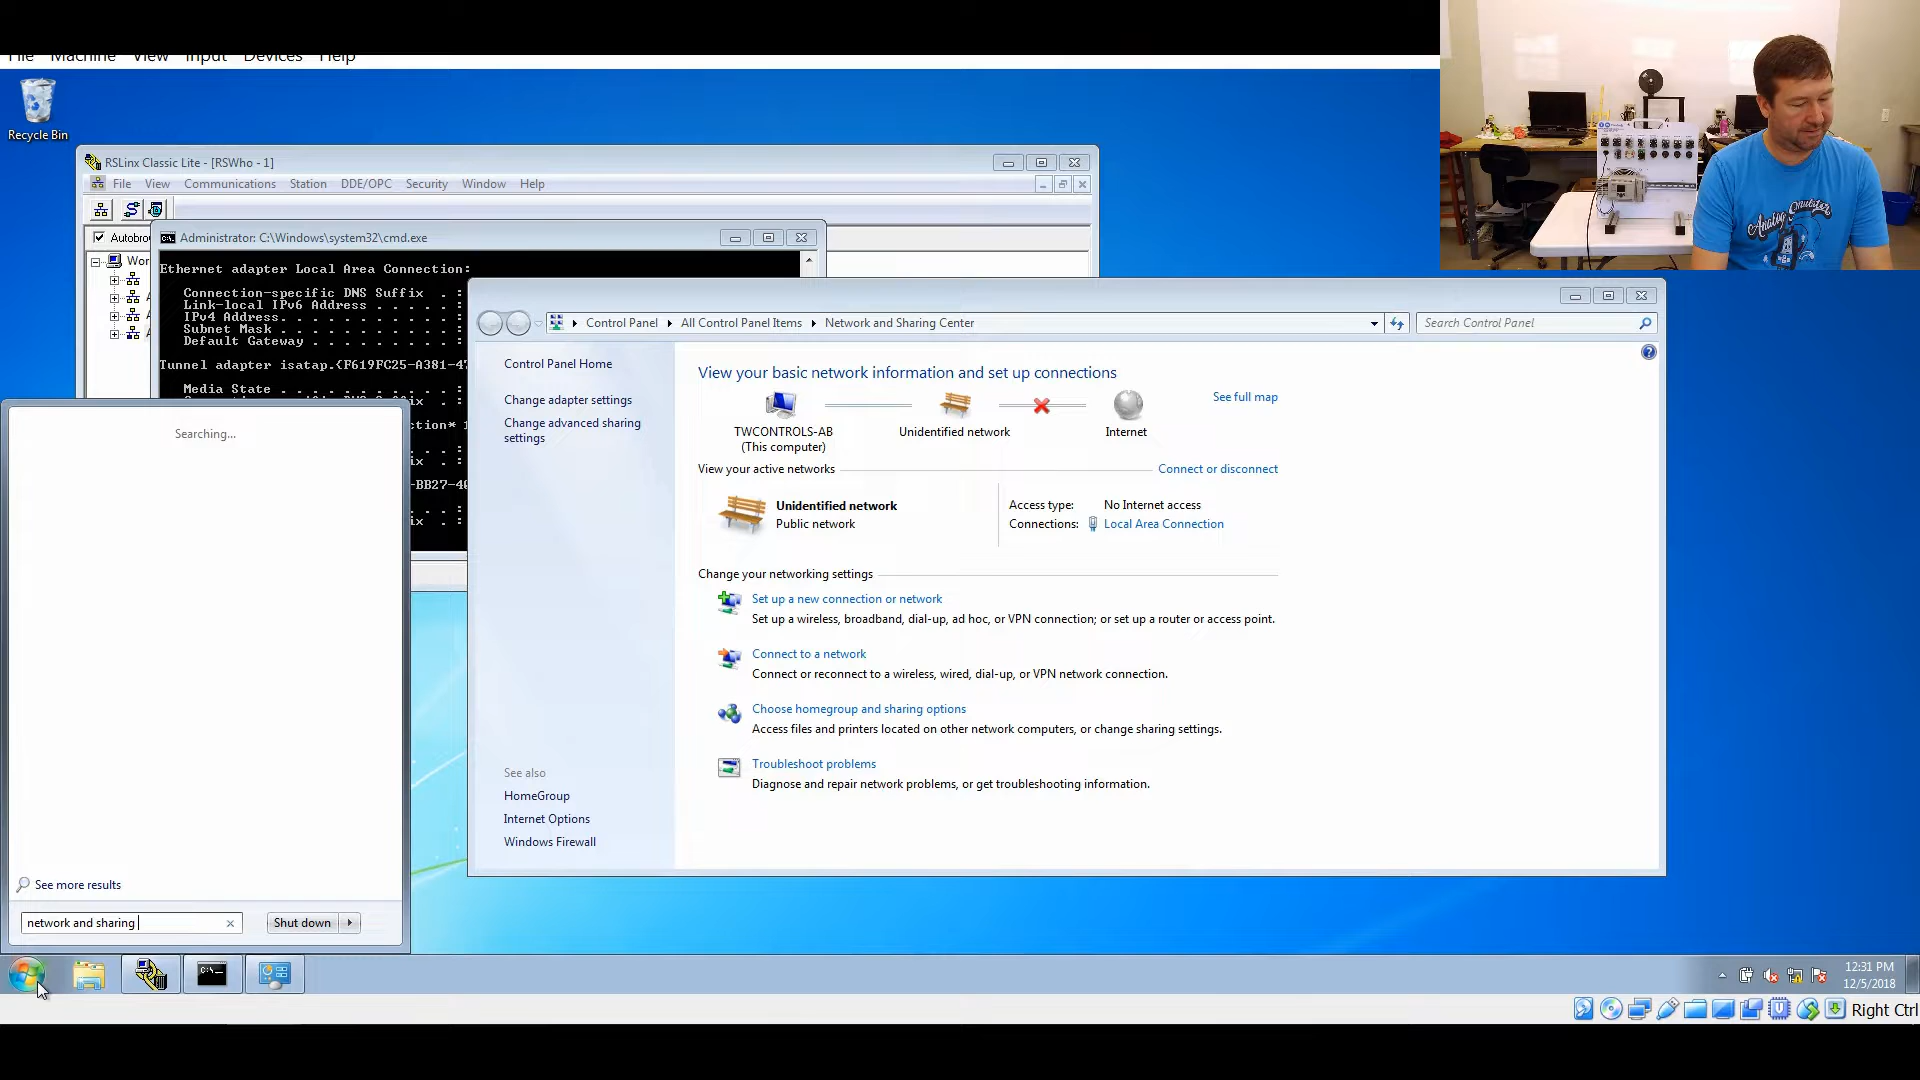 File Machine View Input Devices Help
Recycle Bin
RSLinx Classic Lite - [RSWho - 1]
File View Communications Station DDE/OPC Security Window Help
Autobro
Wor
Administrator: C:\Windows\system32\cmd.exe
Ethernet adapter Local Area Connection:
Connection-specific DNS Suffix . :
Link-local IPv6 Address . . . . . :
IPv4 Address. . . . . . . . . . . :
Subnet Mask . . . . . . . . . . . :
Default Gateway . . . . . . . . . :
Tunnel adapter isatap.{F619FC25-A381-47
Media State . . . . . . . . . . . :
Control Panel All Control Panel Items Network and Sharing Center
Search Control Panel
Control Panel Home
Change adapter settings
Change advanced sharing
settings
See also
HomeGroup
Internet Options
Windows Firewall
View your basic network information and set up connections
See full map
TWCONTROLS-AB
(This computer)
Unidentified network
Internet
View your active networks
Connect or disconnect
Unidentified network
Public network
Access type: No Internet access
Connections: Local Area Connection
Change your networking settings
Set up a new connection or network
Set up a wireless, broadband, dial-up, ad hoc, or VPN connection; or set up a router or access point.
Connect to a network
Connect or reconnect to a wireless, wired, dial-up, or VPN network connection.
Choose homegroup and sharing options
Access files and printers located on other network computers, or change sharing settings.
Troubleshoot problems
Diagnose and repair network problems, or get troubleshooting information.
Searching...
See more results
network and sharing
Shut down
12:31 PM
12/5/2018
Right Ctrl